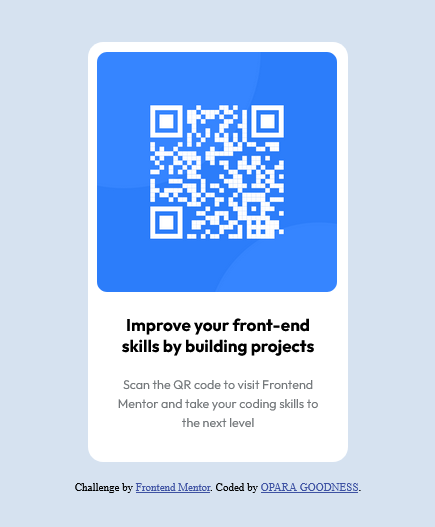 Improve your front-end
skills by building projects
Scan the QR code to visit Frontend
Mentor and take your coding skills to
the next level
Challenge by Frontend Mentor. Coded by OPARA GOODNESS.